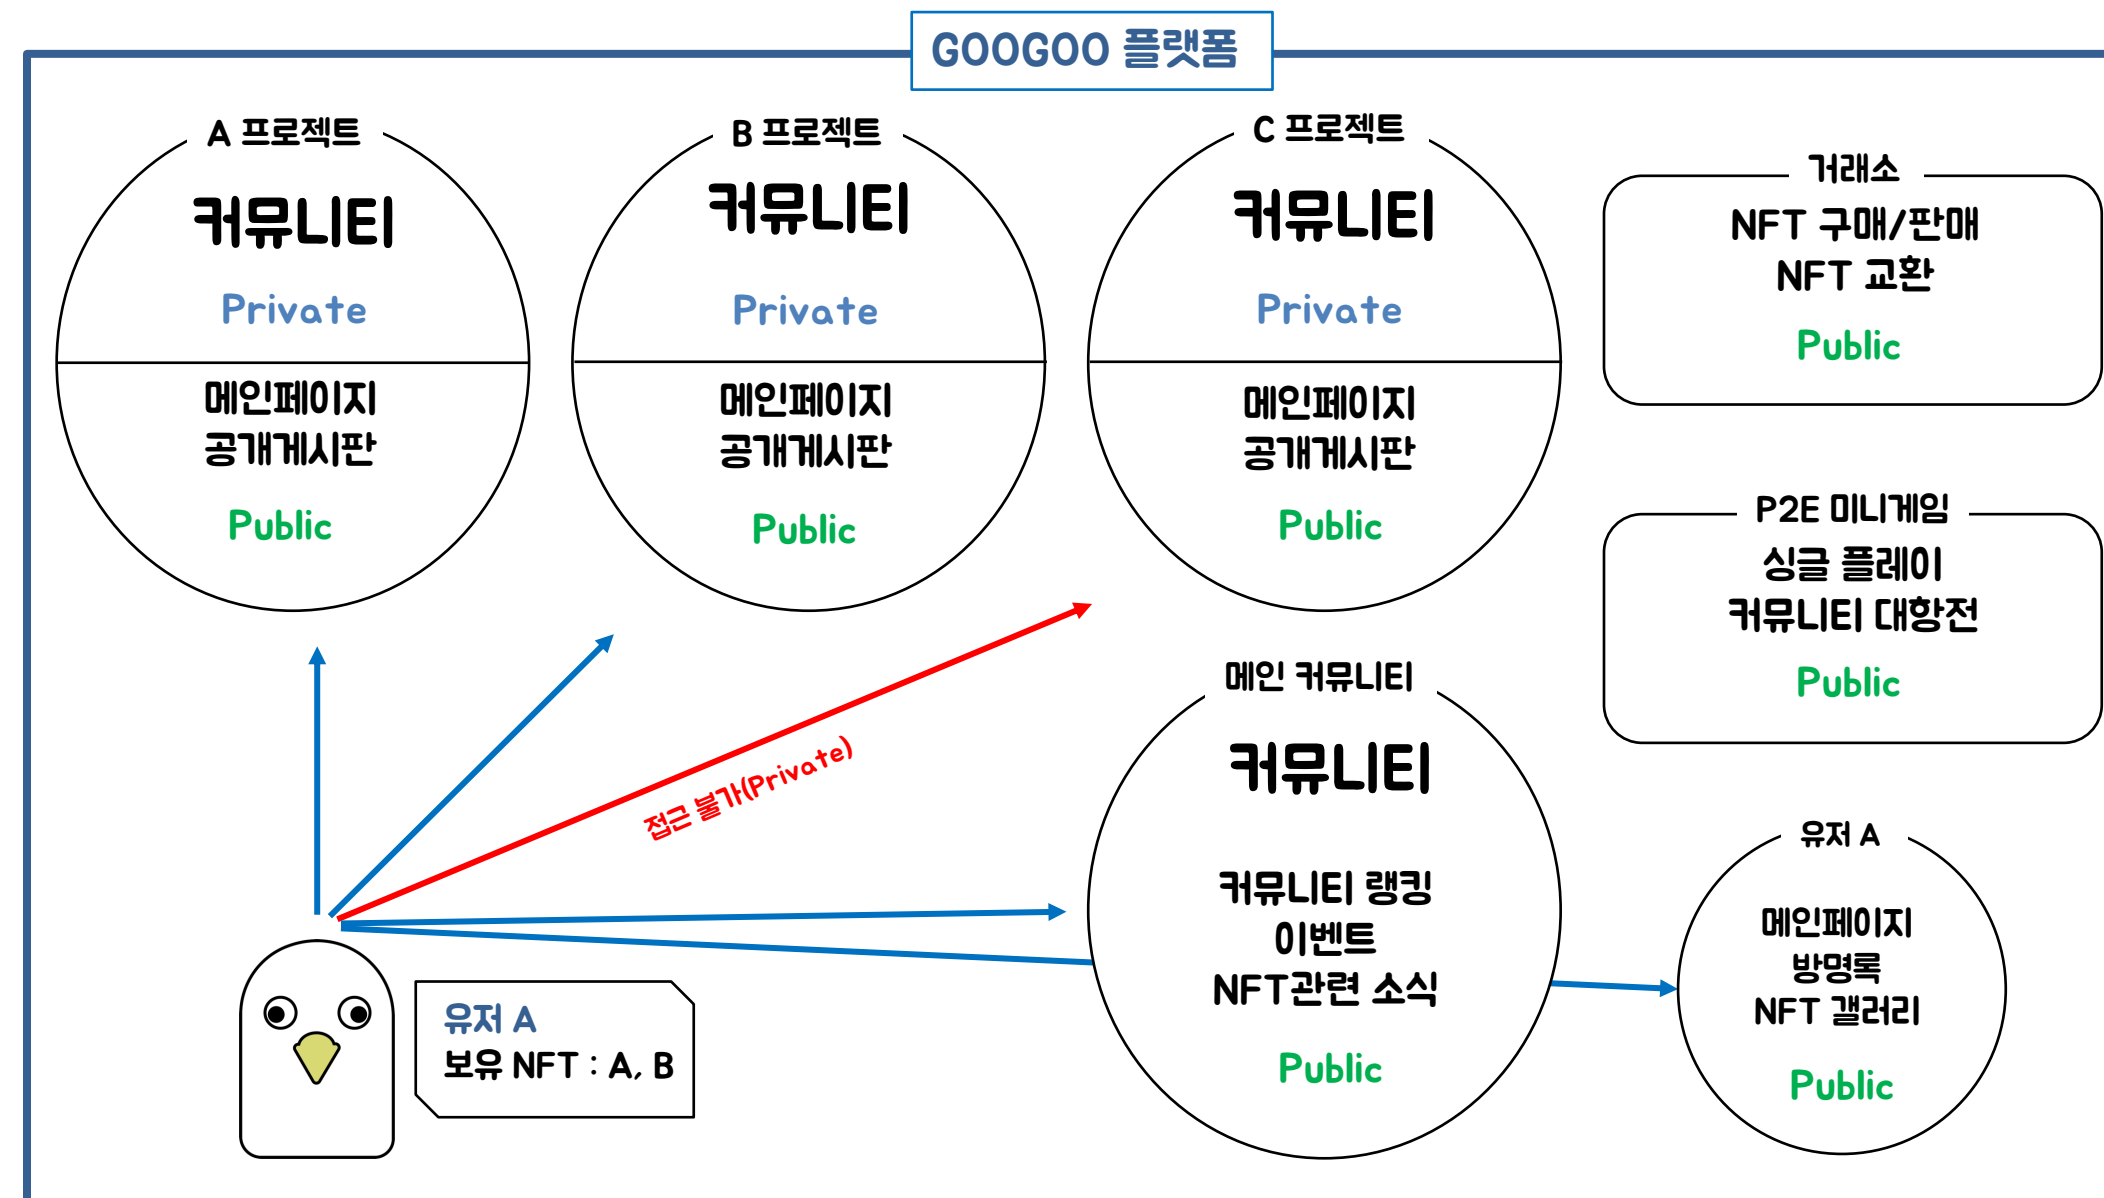 GOOGOO 플랫폼
A 프로젝트
커뮤니티
Private
메인페이지
공개게시판
Public
B 프로젝트
커뮤니티
Private
메인페이지
공개게시판
Public
C 프로젝트
커뮤니티
Private
메인페이지
공개게시판
Public
거래소
NFT 구매/판매
NFT 교환
Public
P2E 미니게임
싱글 플레이
커뮤니티 대항전
Public
접근 불가(Private)
메인 커뮤니티
커뮤니티
커뮤니티 랭킹
이벤트
NFT관련 소식
Public
유저 A
메인페이지
방명록
NFT 갤러리
Public
유저 A
보유 NFT : A, B